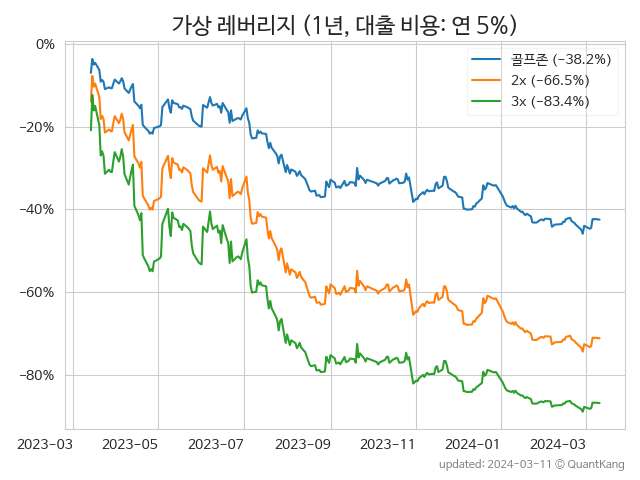 가상 레버리지 (1년, 대출 비용: 연 5%)
골프존 (−38.2%)
2x (−66.5%)
3x (−83.4%)
0%
−20%
−40%
−60%
−80%
2023−03 2023−05 2023−07 2023−09 2023−11 2024−01 2024−03
updated: 2024−03−11 © QuantKang